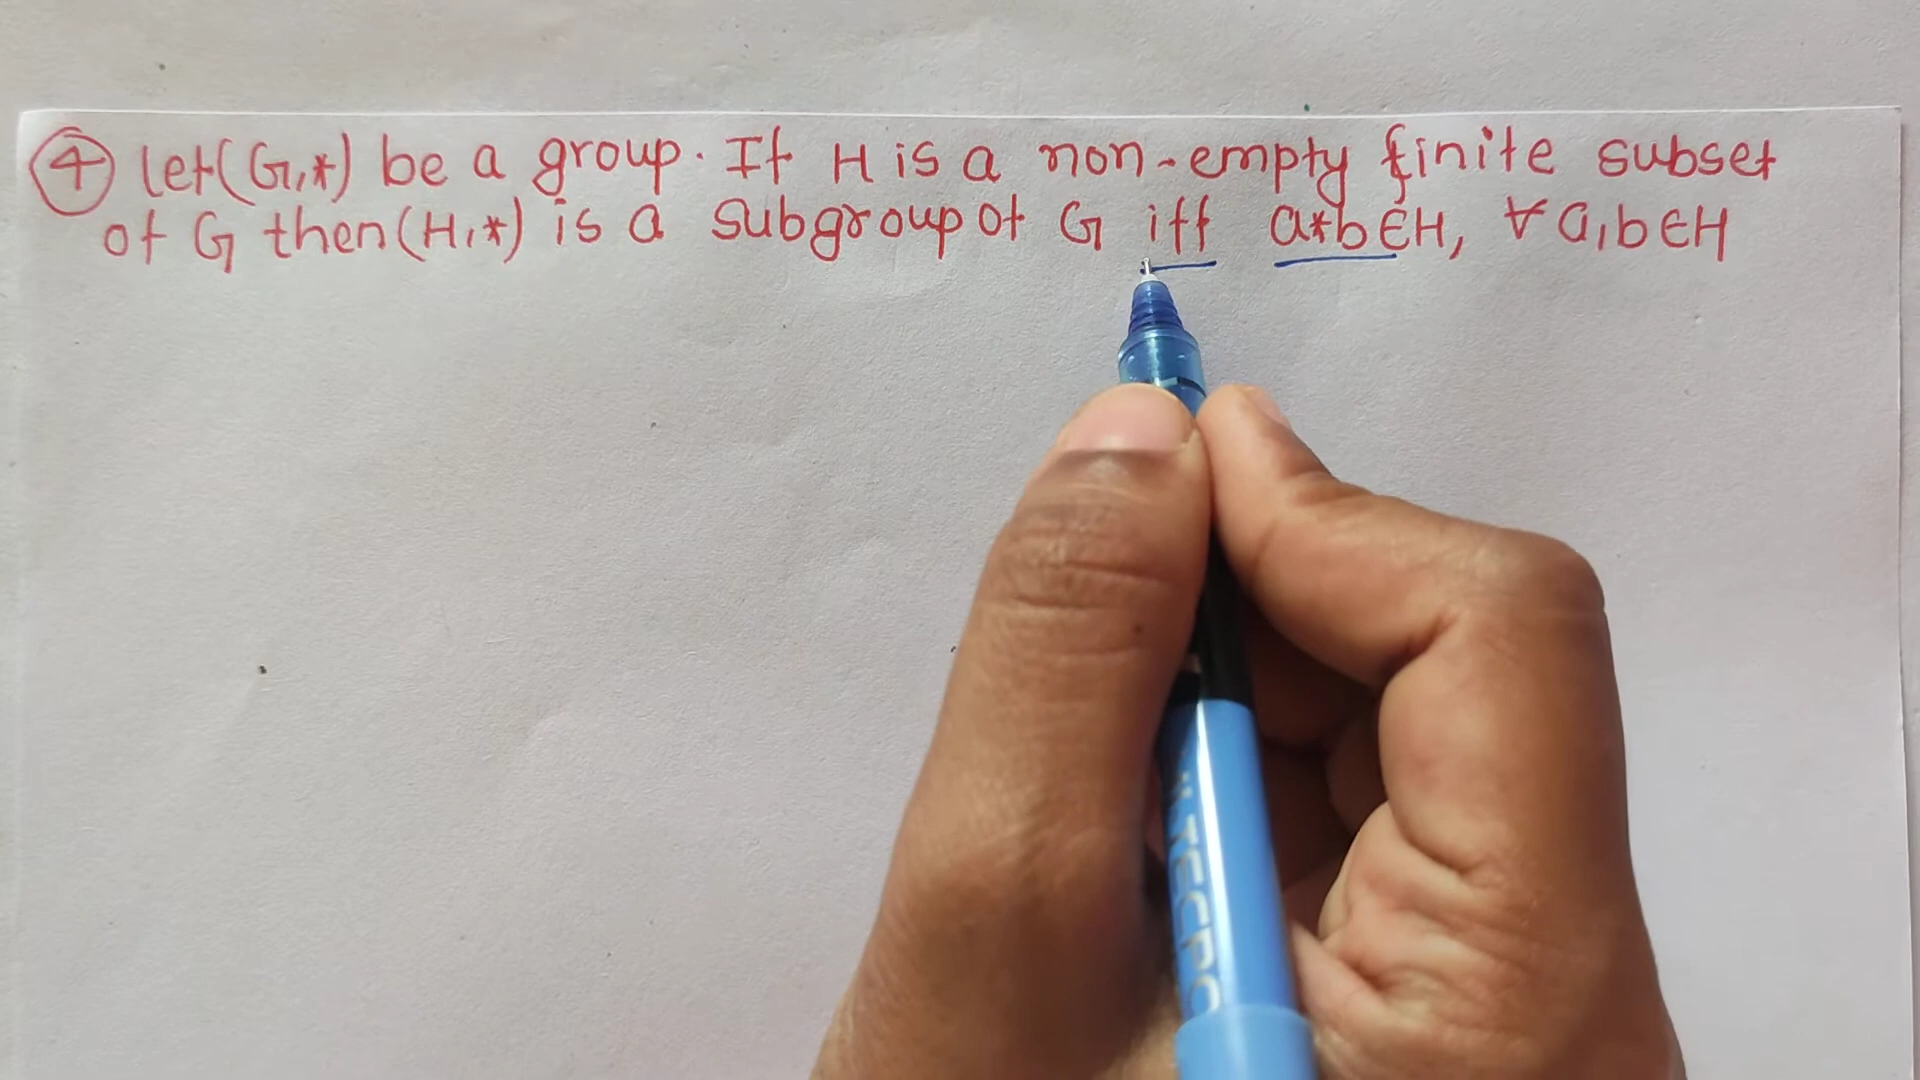 ④ Let (G,*) be a group. If H is a non-empty finite subset
of G then (H,*) is a subgroup of G iff a*b∈H, ∀ a,b∈H